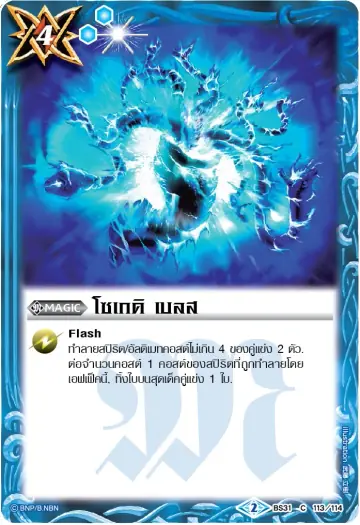 4
MAGIC โซเกคิ เบลส
Flash
ทำลายสปิริต/อัลติเมทคอสต์ไม่เกิน 4 ของคู่แข่ง 2 ตัว.
ต่อจำนวนคอสต์ 1 คอสต์ของสปิริตที่ถูกทำลายโดย
เอฟเฟ็คนี้, ทิ้งใบบนสุดเด็คคู่แข่ง 1 ใบ.
© BNP/B.NBN
2 BS31 - C 113/114
Illustration